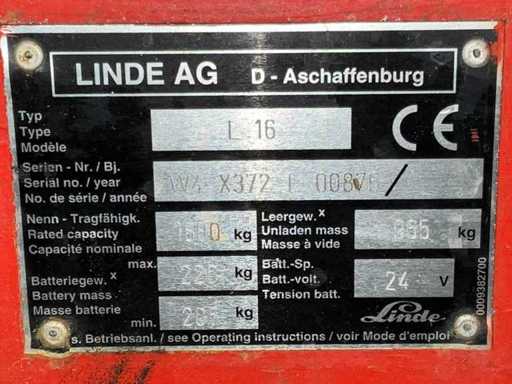 LINDE AG D - Aschaffenburg
Typ
Type
Modèle
L 16
CE
Serien - Nr./ Bj.
Serial no./ year
No. de série / année
X372 /
Nenn - Tragfähigk.
Rated capacity
Capacité nominale
kg
Leergew.x
Unladen mass
Masse à vide
kg
max.
Batteriegew.x
Battery mass
Masse batterie
min.
kg
kg
Batt.-Sp.
Batt.-volt.
Tension batt.
24 V
Linde
0009382700
s. Betriebsanl. / see Operating instructions / voir Mode d'emploi